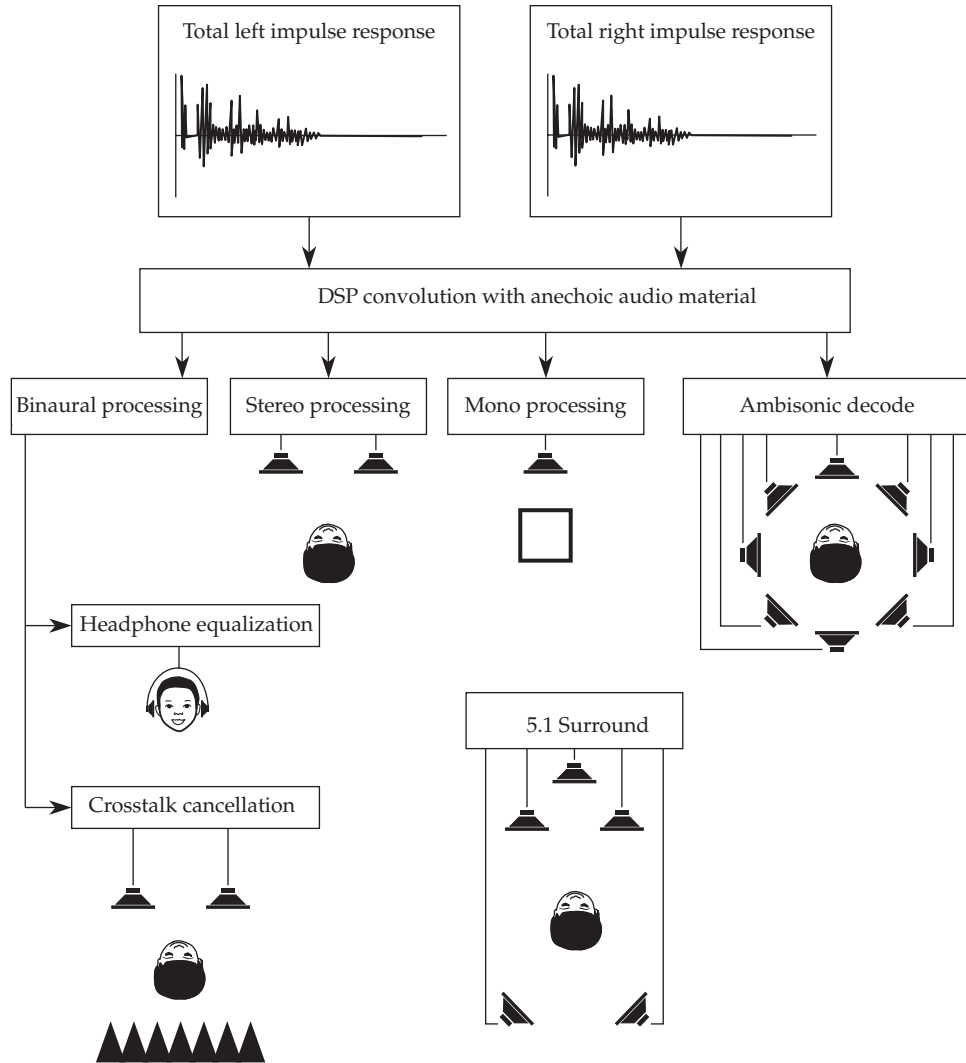 Total left impulse response
Total right impulse response
DSP convolution with anechoic audio material
Binaural processing
Stereo processing
Mono processing
Ambisonic decode
Headphone equalization
5.1 Surround
Crosstalk cancellation